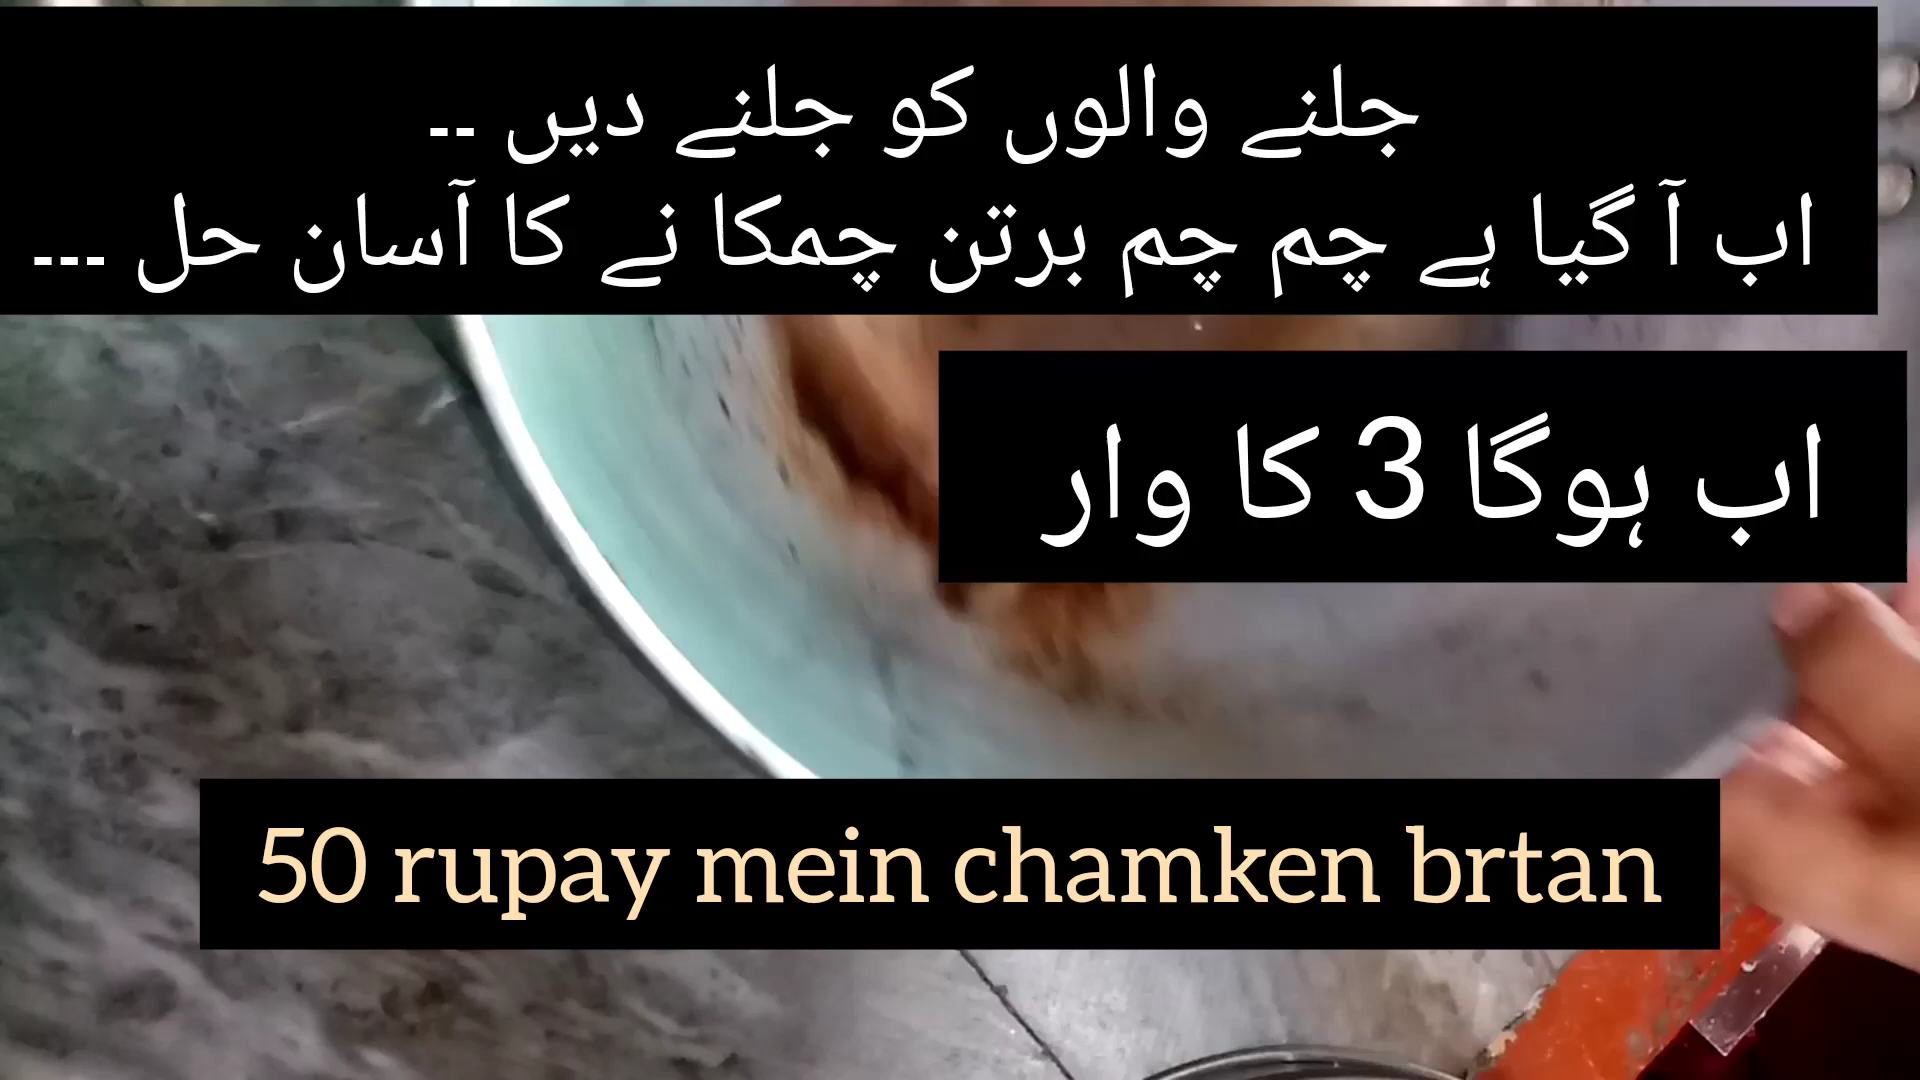 جلنے والوں کو جلنے دیں --
اب آ گیا ہے چم چم برتن چمکا نے کا آسان حل ---
اب ہوگا 3 کا وار
50 rupay mein chamken brtan